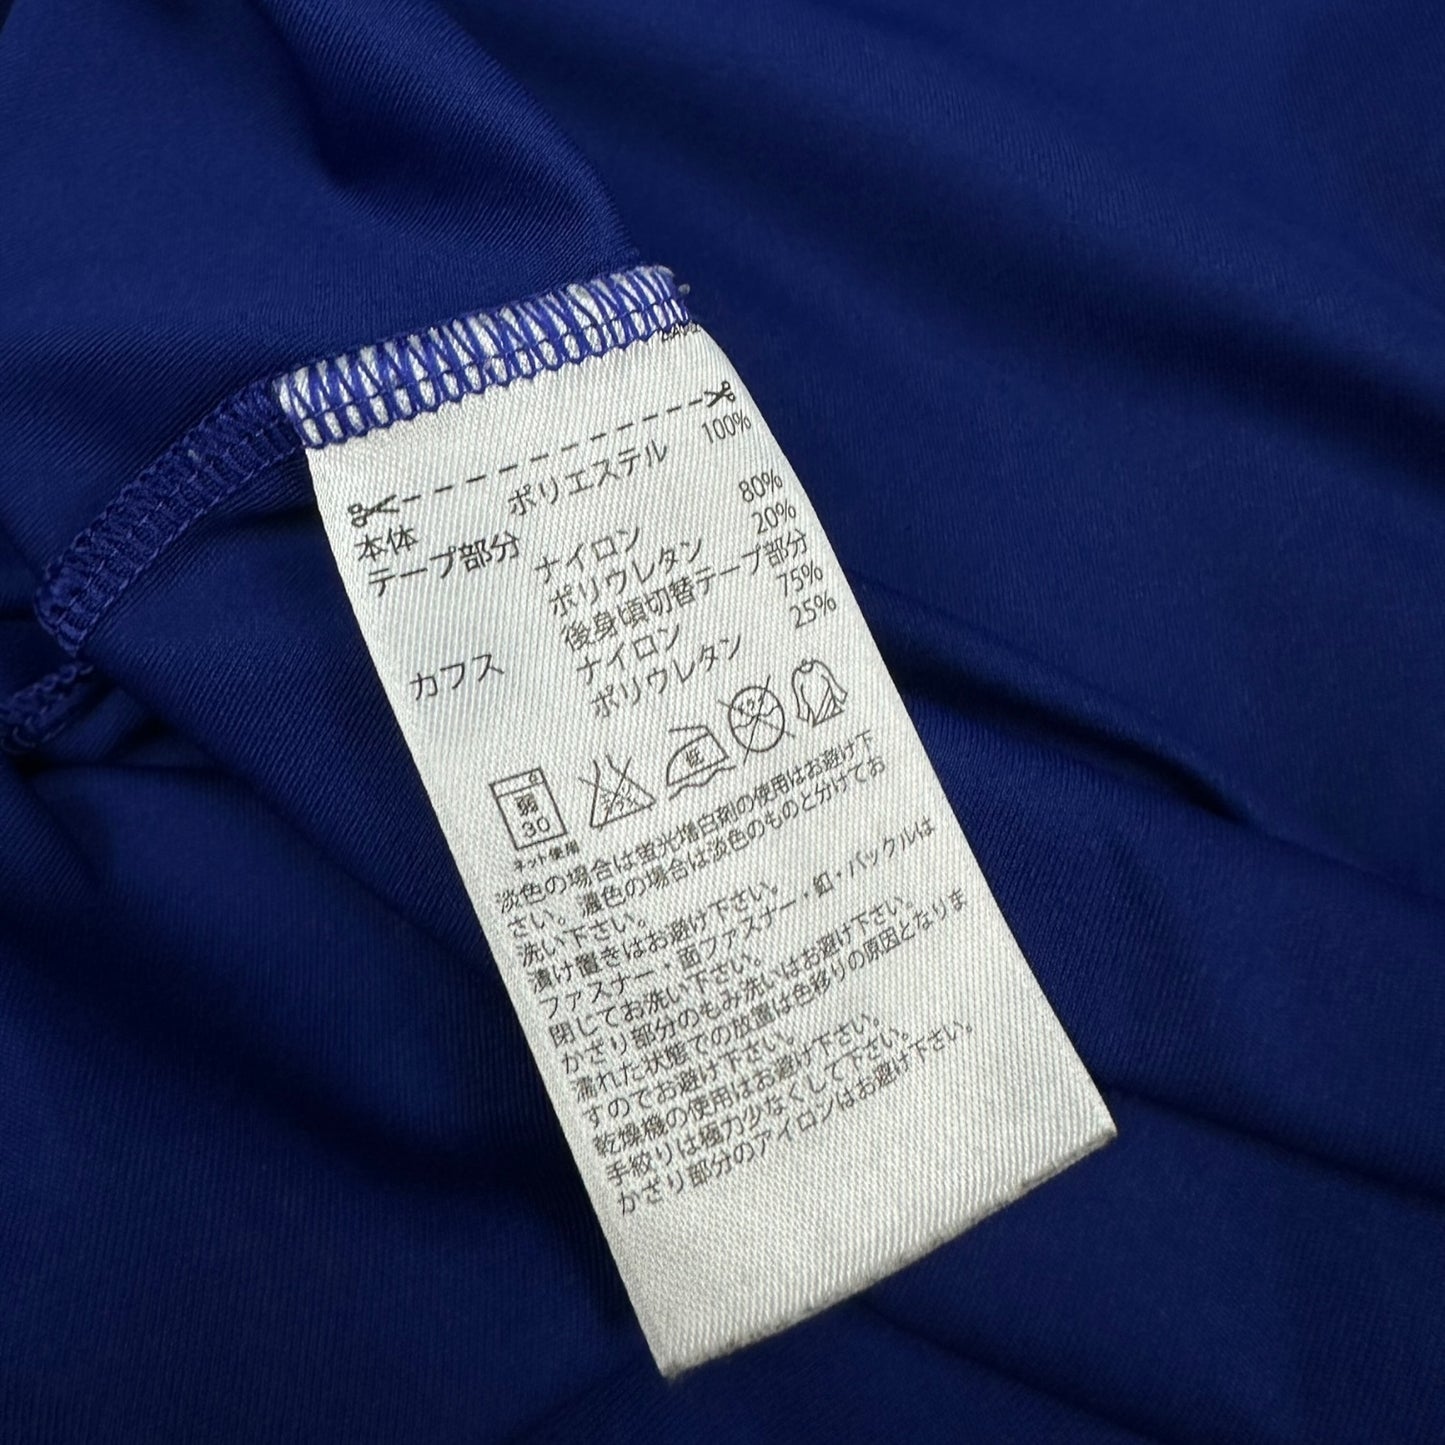 本体 ポリエステル 100%
テープ部分 ナイロン 80%
ポリウレタン 20%
後身頃切替テープ部分
カフス ナイロン 75%
ポリウレタン 25%
弱
30
ネット使用
低
淡色の場合は蛍光増白剤の使用はお避け下
さい。濃色の場合は淡色のものと分けてお
洗い下さい。
漬け置きはお避け下さい。
ファスナー・面ファスナー・釦・バックルは
閉じてお洗い下さい。
かざり部分のもみ洗いはお避け下さい。
濡れた状態での放置は色移りの原因となりま
すのでお避け下さい。
乾燥機の使用はお避け下さい。
手絞りは極力少なくして下さい。
かざり部分のアイロンはお避け下さい。